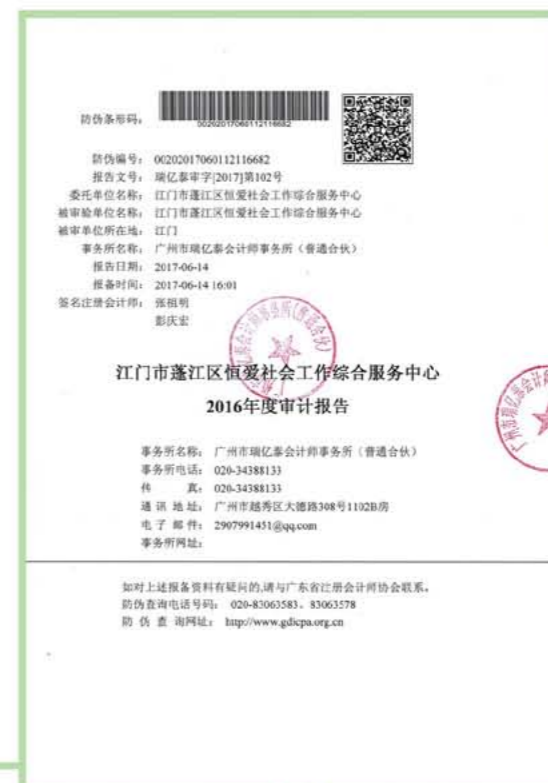 防伪条形码：
00202017060112116682
防伪编号： 00202017060112116682
报告文号： 瑞亿泰审字[2017]第102号
委托单位名称： 江门市蓬江区恒爱社会工作综合服务中心
被审验单位名称： 江门市蓬江区恒爱社会工作综合服务中心
被审单位所在地： 江门
事务所名称： 广州市瑞亿泰会计师事务所（普通合伙）
报告日期： 2017-06-14
报备时间： 2017-06-14 16:01
签名注册会计师： 张祖明
彭庆宏
江门市蓬江区恒爱社会工作综合服务中心
2016年度审计报告
事务所名称： 广州市瑞亿泰会计师事务所（普通合伙）
事务所电话： 020-34388133
传 真： 020-34388133
通 讯 地 址： 广州市越秀区大德路308号1102B房
电 子 邮 件： 2907991451@qq.com
事务所网址：
如对上述报备资料有疑问的,请与广东省注册会计师协会联系。
防伪查询电话号码： 020-83063583、83063578
防 伪 查 询网址： http://www.gdicpa.org.cn